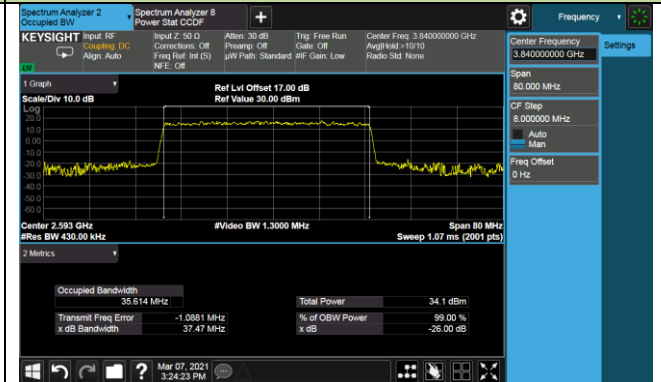 Spectrum Analyzer 2
Occupied BW
Spectrum Analyzer 8
Power Stat CCDF
+
Frequency
KEYSIGHT
Input: RF
Coupling: DC
Align: Auto
Input Z: 50 Ω
Corrections: Off
Freq Ref: Int (S)
NFE: Off
Atten: 30 dB
Preamp: Off
µW Path: Standard
Trig: Free Run
Gate: Off
#IF Gain: Low
Center Freq: 3.840000000 GHz
Avg|Hold:>10/10
Radio Std: None
Center Frequency
3.840000000 GHz
Settings
Span
80.000 MHz
CF Step
8.000000 MHz
Auto
Man
Freq Offset
0 Hz
1 Graph
Scale/Div 10.0 dB
Ref Lvl Offset 17.00 dB
Ref Value 30.00 dBm
Log
20.0
10.0
0.00
-10.0
-20.0
-30.0
-40.0
-50.0
-60.0
Center 2.593 GHz
#Video BW 1.3000 MHz
Span 80 MHz
#Res BW 430.00 kHz
Sweep 1.07 ms (2001 pts)
2 Metrics
Occupied Bandwidth
35.614 MHz
Total Power
34.1 dBm
Transmit Freq Error
-1.0881 MHz
% of OBW Power
99.00 %
x dB Bandwidth
37.47 MHz
x dB
-26.00 dB
?
Mar 07, 2021
3:24:23 PM